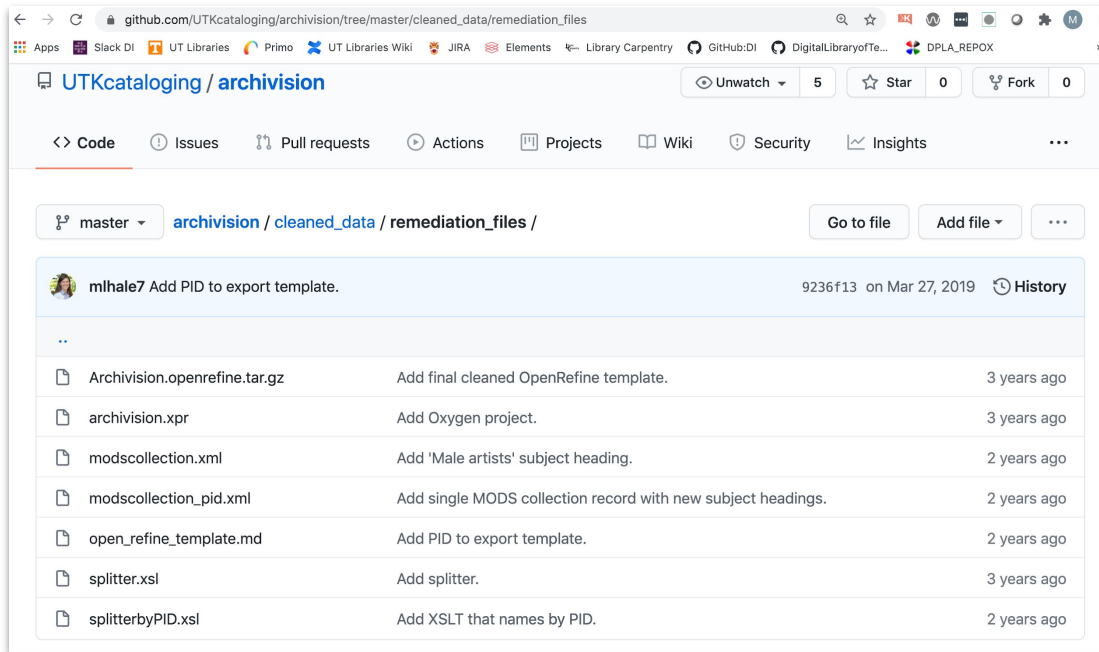 github.com/UTKcataloging/archivision/tree/master/cleaned_data/remediation_files
M
Apps Slack DI UT Libraries Primo UT Libraries Wiki JIRA Elements Library Carpentry GitHub:DI DigitalLibraryofTe... DPLA_REPOX
UTKcataloging / archivision Unwatch 5 Star 0 Fork 0
<> Code Issues Pull requests Actions Projects Wiki Security Insights ...
master archivision / cleaned_data / remediation_files / Go to file Add file ...
mlhale7 Add PID to export template. 9236f13 on Mar 27, 2019 History
..
Archivision.openrefine.tar.gz Add final cleaned OpenRefine template. 3 years ago
archivision.xpr Add Oxygen project. 3 years ago
modscollection.xml Add 'Male artists' subject heading. 2 years ago
modscollection_pid.xml Add single MODS collection record with new subject headings. 2 years ago
open_refine_template.md Add PID to export template. 2 years ago
splitter.xsl Add splitter. 3 years ago
splitterbyPID.xsl Add XSLT that names by PID. 2 years ago